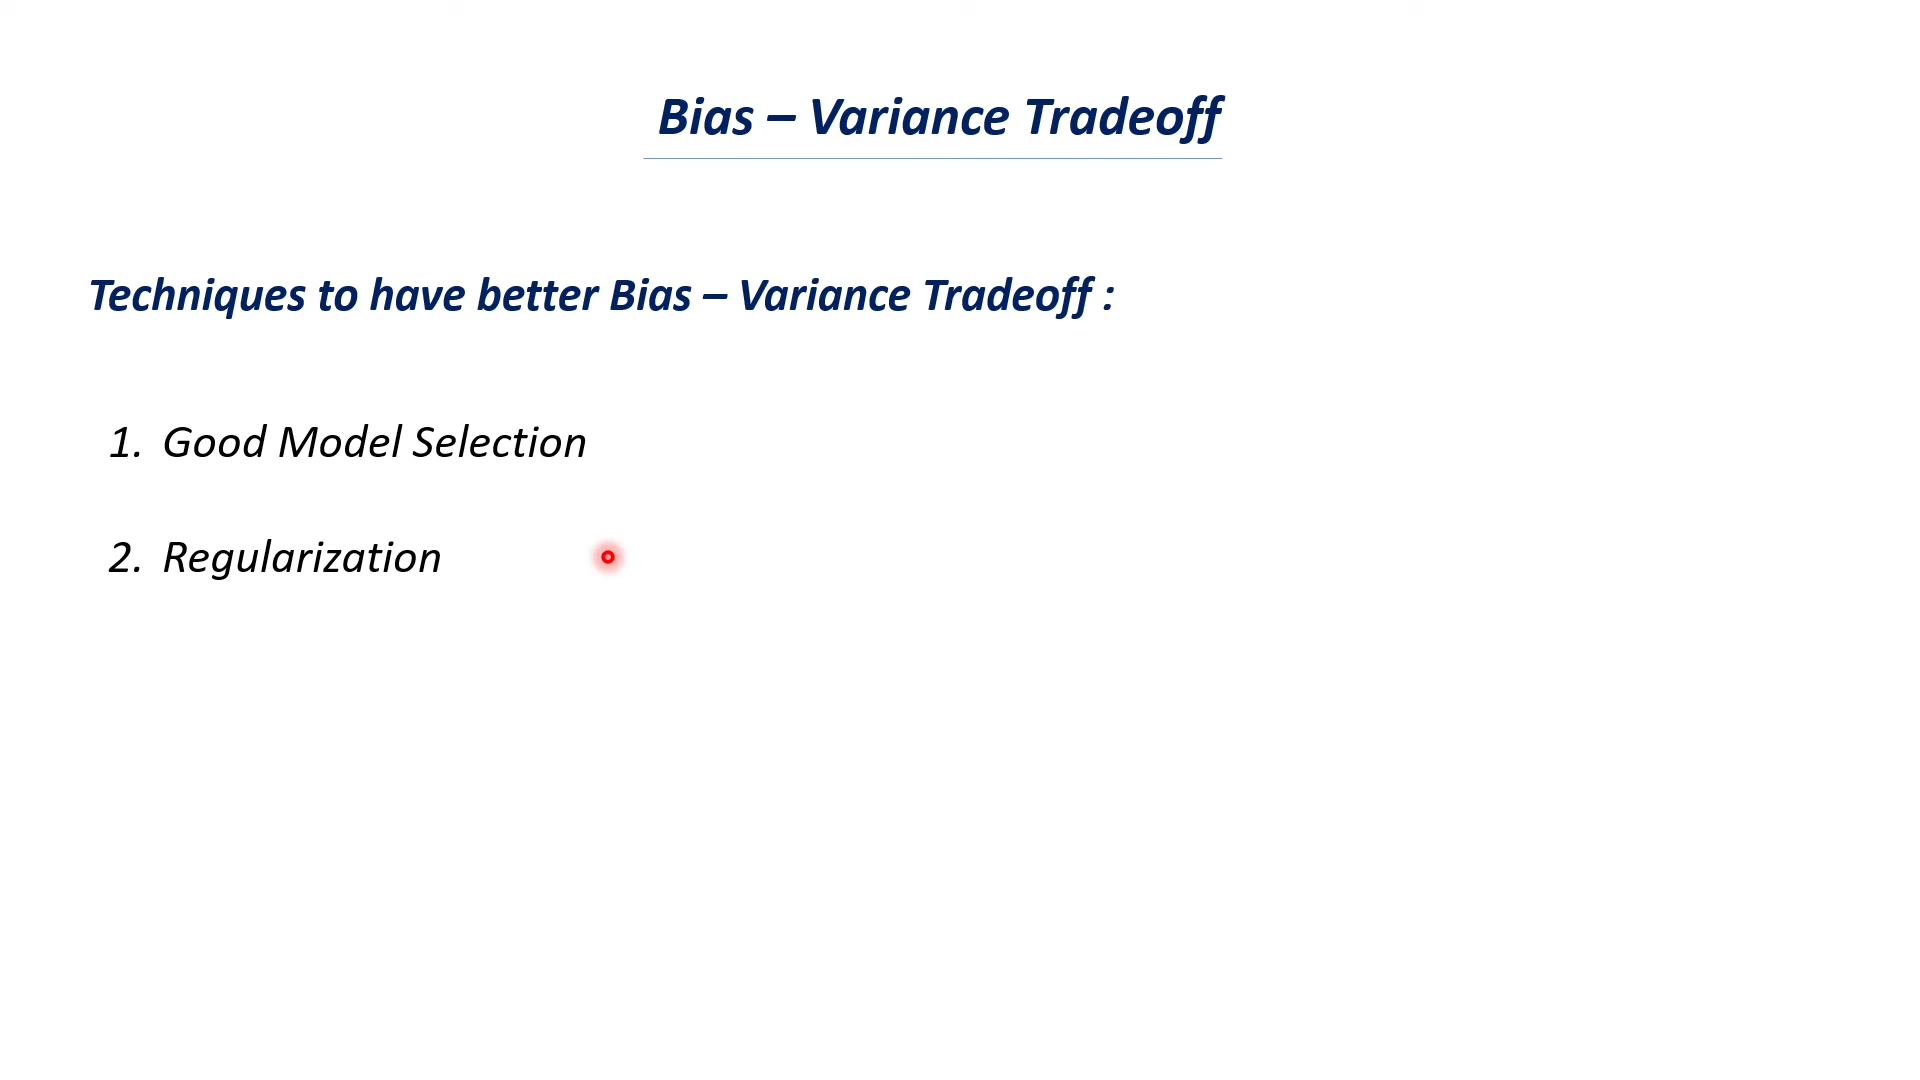 Bias – Variance Tradeoff
Techniques to have better Bias – Variance Tradeoff :
1. Good Model Selection
2. Regularization